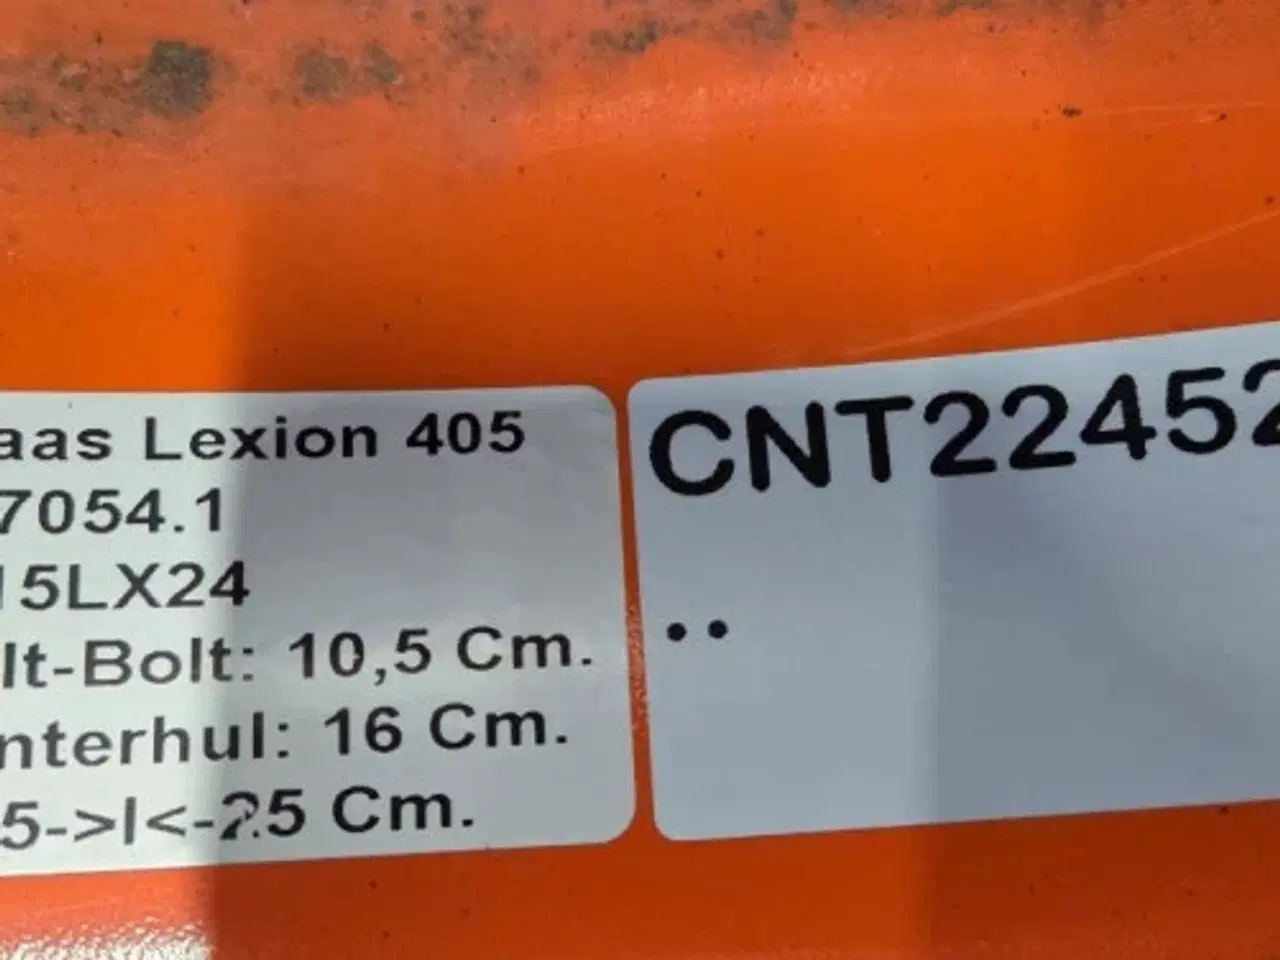 aas Lexion 405
7054.1
15LX24
lt-Bolt: 10,5 Cm.
nterhul: 16 Cm.
5->|<-25 Cm.
CNT22452
..